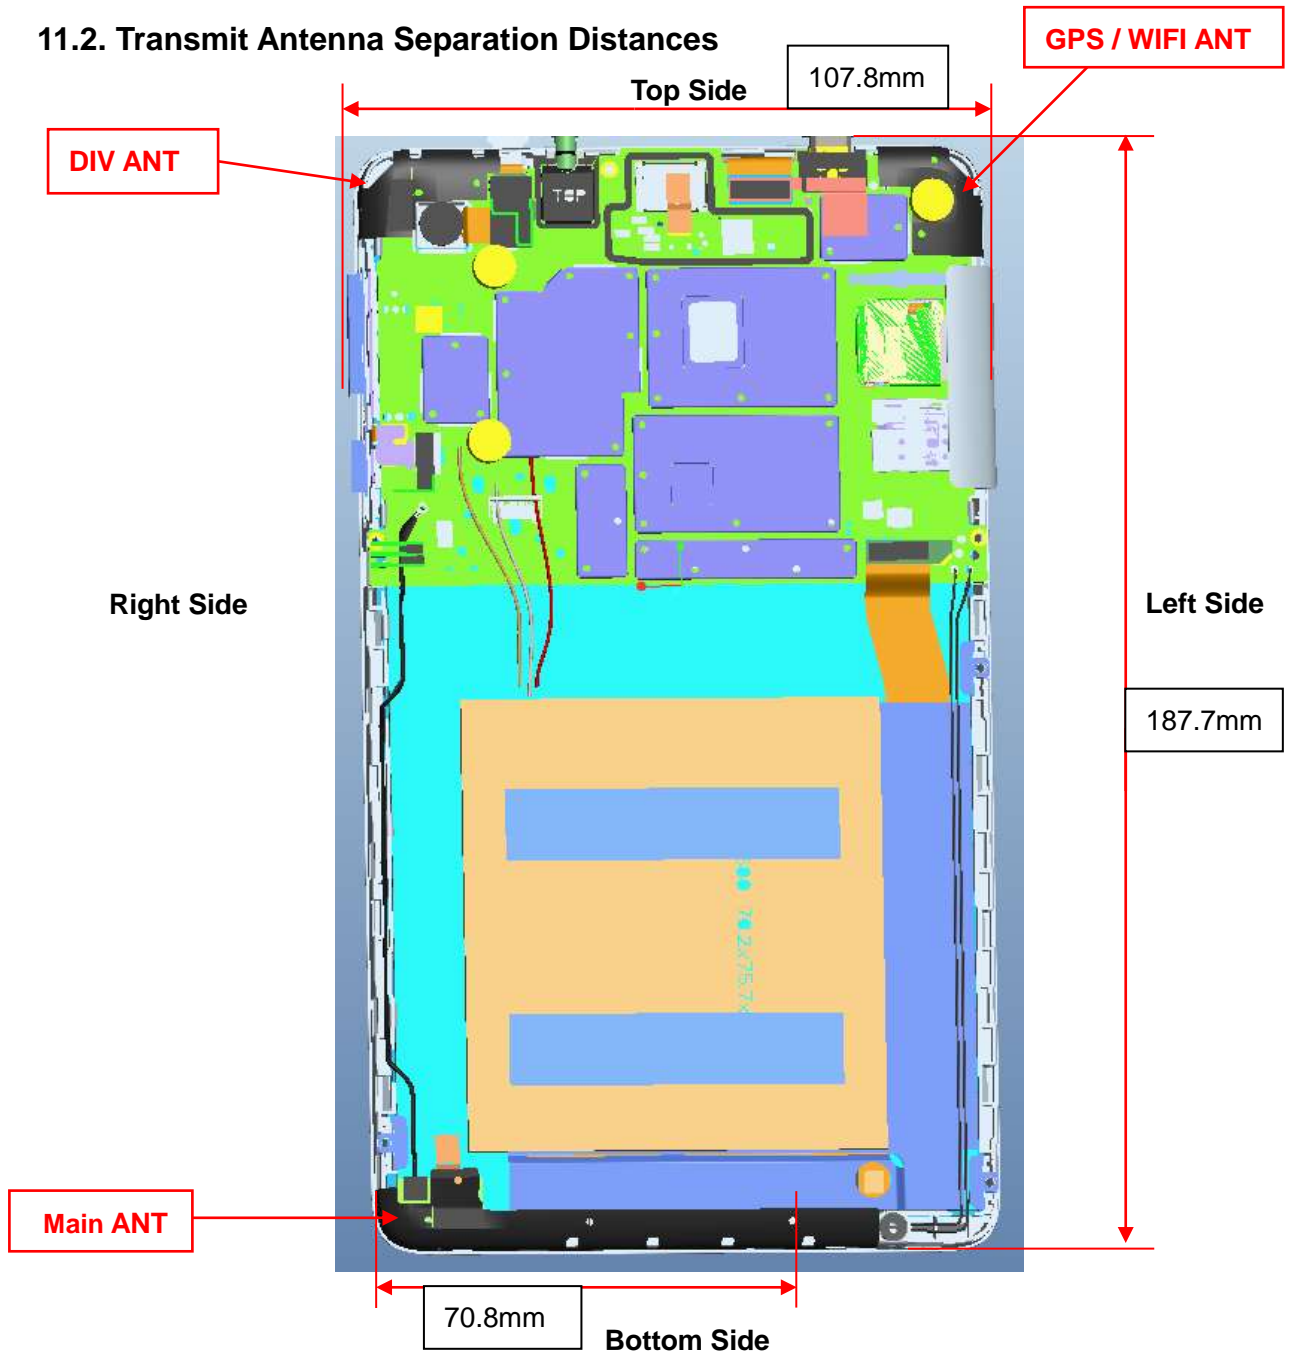 11.2. Transmit Antenna Separation Distances
GPS / WIFI ANT
Top Side
107.8mm
DIV ANT
TOP
Right Side
Left Side
187.7mm
Main ANT
70.8mm
Bottom Side